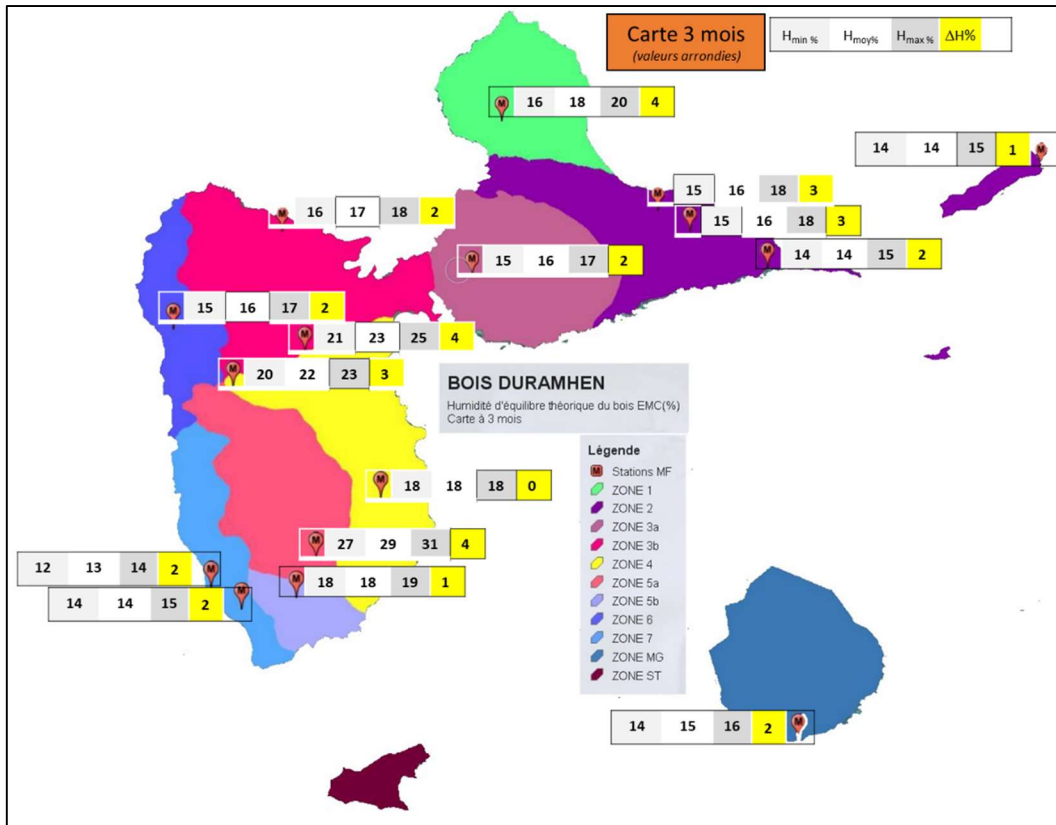 Carte 3 mois
(valeurs arrondies)
Hmin % Hmoy% Hmax % ΔH%
M 16 18 20 4
14 14 15 1 M
M 15 16 18 3
M 16 17 18 2
M 15 16 18 3
M 15 16 17 2
M 14 14 15 2
M 15 16 17 2
M 21 23 25 4
M 20 22 23 3
BOIS DURAMHEN
Humidité d'équilibre théorique du bois EMC(%)
Carte à 3 mois
Légende
M Stations MF
ZONE 1
ZONE 2
ZONE 3a
ZONE 3b
ZONE 4
ZONE 5a
ZONE 5b
ZONE 6
ZONE 7
ZONE MG
ZONE ST
M 18 18 18 0
M 27 29 31 4
12 13 14 2 M
M 18 18 19 1
14 14 15 2 M
14 15 16 2 M